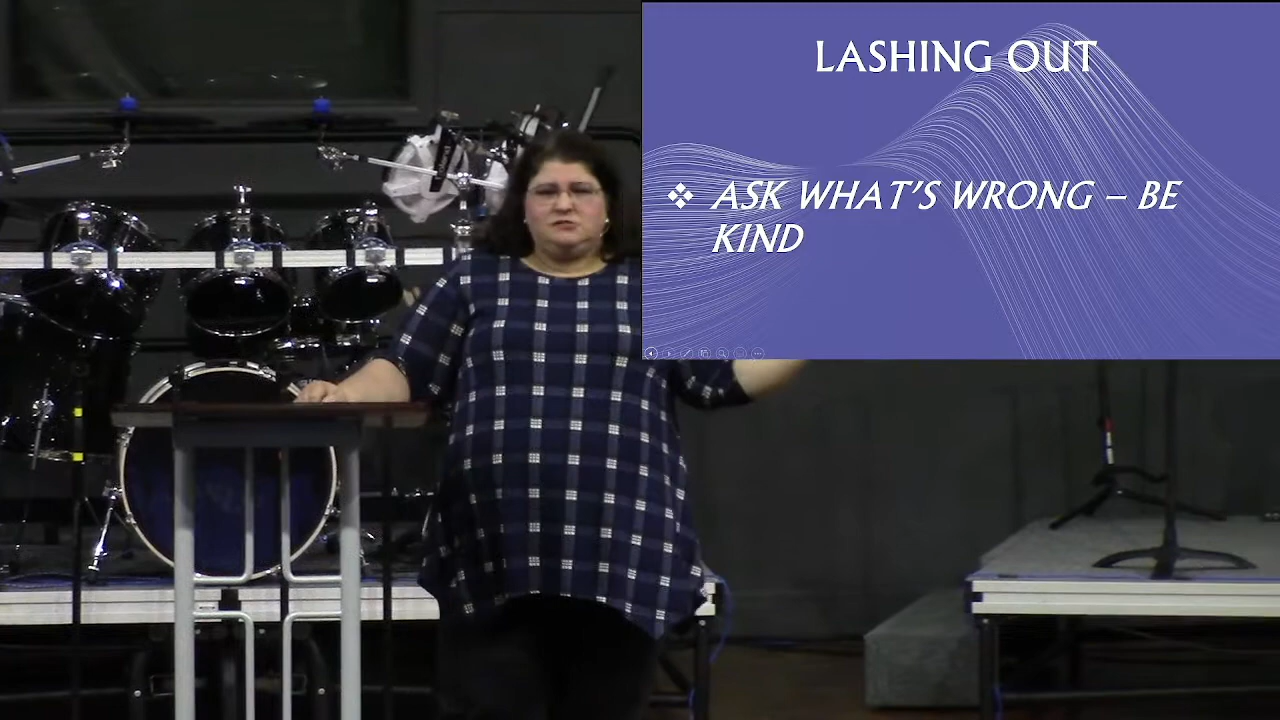 LASHING OUT
❖ ASK WHAT'S WRONG – BE
KIND